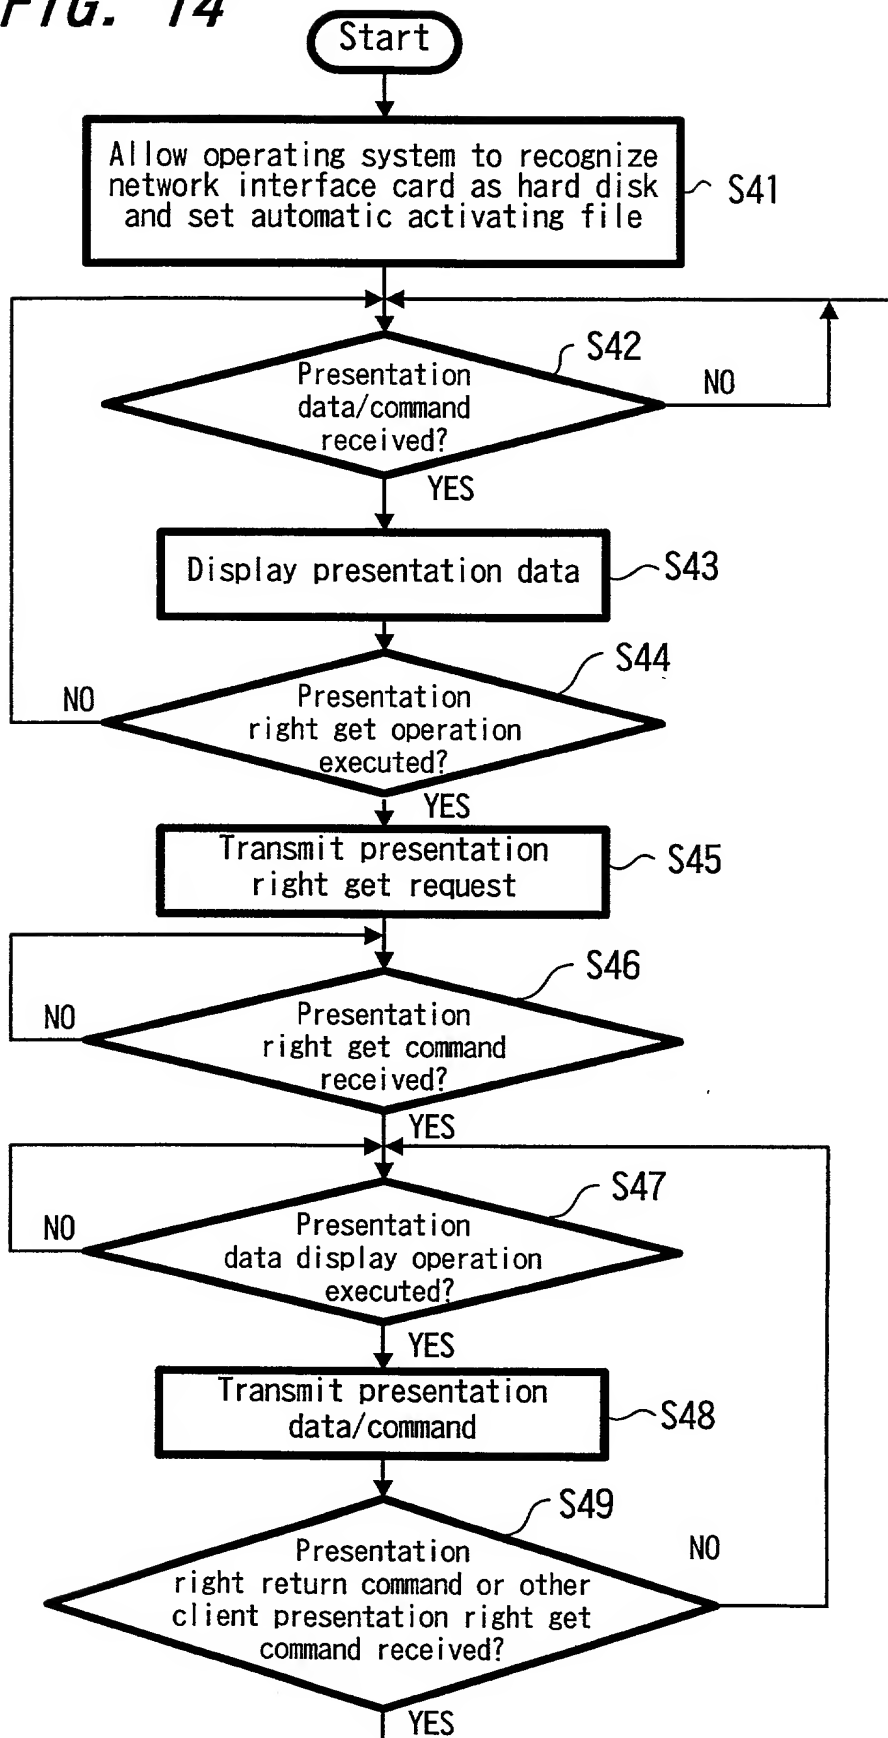 FIG. 14
Start
Allow operating system to recognize
network interface card as hard disk
and set automatic activating file
S41
S42
Presentation
data/command
received?
NO
YES
Display presentation data
S43
S44
Presentation
right get operation
executed?
NO
YES
Transmit presentation
right get request
S45
S46
Presentation
right get command
received?
NO
YES
S47
Presentation
data display operation
executed?
NO
YES
Transmit presentation
data/command
S48
S49
Presentation
right return command or other
client presentation right get
command received?
NO
YES